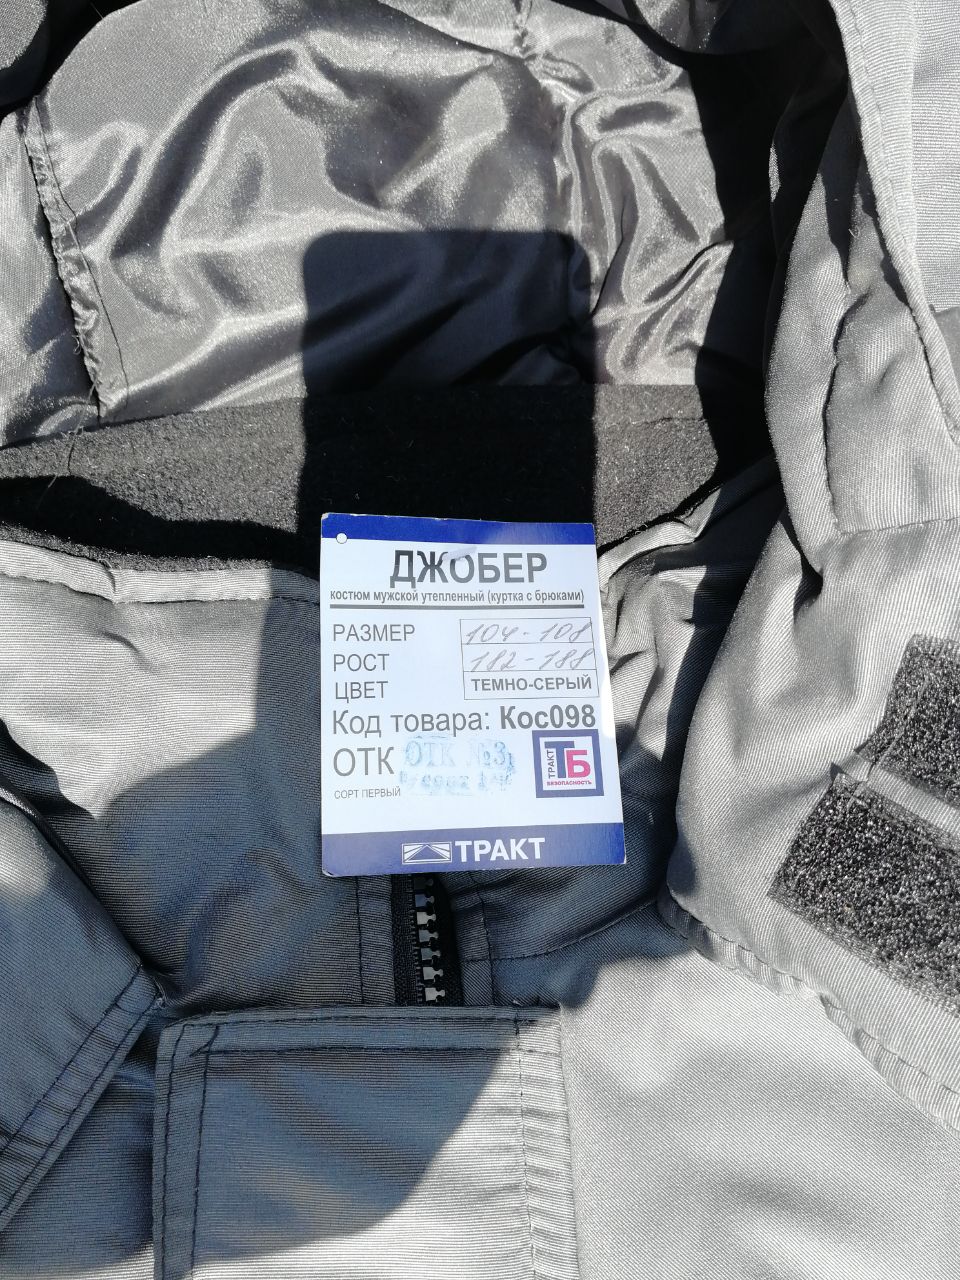 ДЖОБЕР
костюм мужской утепленный (куртка с брюками)
РАЗМЕР 104-108
РОСТ 182-188
ЦВЕТ ТЕМНО-СЕРЫЙ
Код товара: Кос098
ОТК ОТК №3
СОРТ ПЕРВЫЙ
ТРАКТ
ТБ
БЕЗОПАСНОСТЬ
ТРАКТ